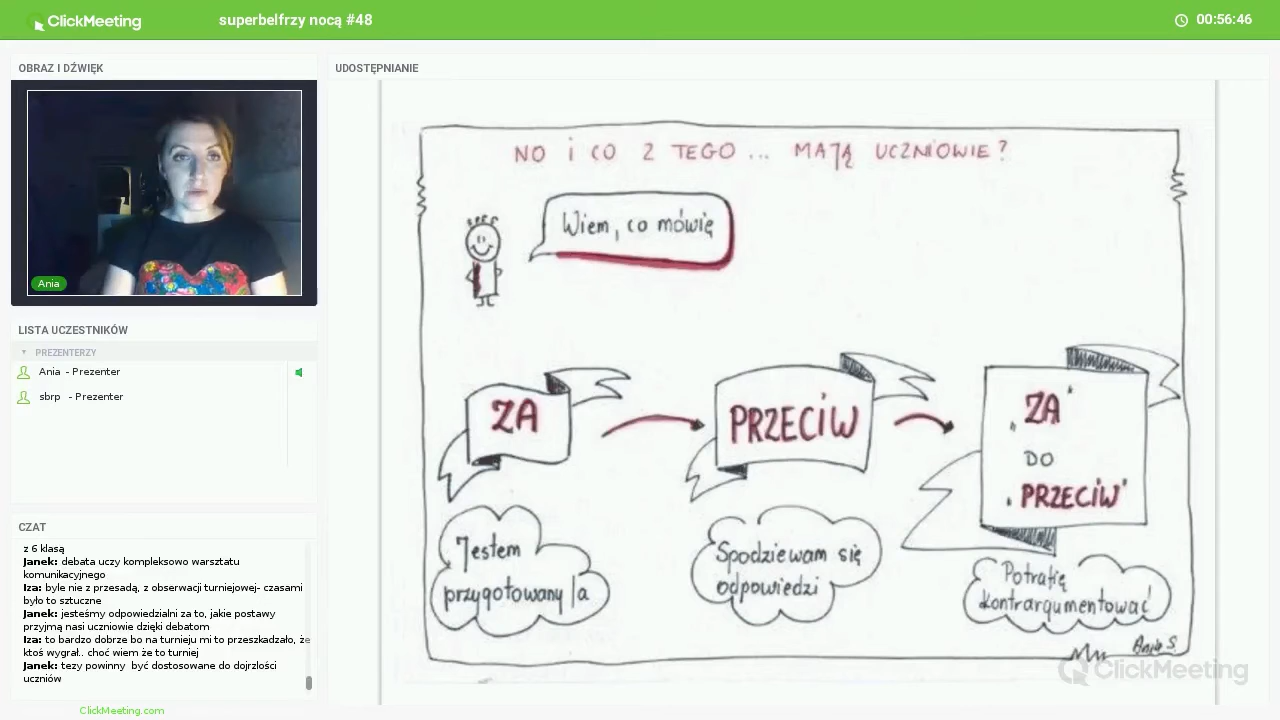 ClickMeeting
superbelfrzy nocą #48
00:56:46
OBRAZ I DŹWIĘK
Ania
LISTA UCZESTNIKÓW
PREZENTERZY
Ania - Prezenter
sbrp - Prezenter
CZAT
z 6 klasą
Janek: debata uczy kompleksowo warsztatu
komunikacyjnego
Iza: byle nie z przesadą, z obserwacji turniejowej- czasami
było to sztuczne
Janek: jesteśmy odpowiedzialni za to, jakie postawy
przyjmą nasi uczniowie dzięki debatom
Iza: to bardzo dobrze bo na turnieju mi to przeszkadzało, że
ktoś wygrał.. choć wiem że to turniej
Janek: tezy powinny być dostosowane do dojrzłości
uczniów
ClickMeeting.com
UDOSTĘPNIANIE
NO I CO Z TEGO ... MAJĄ UCZNIOWIE?
Wiem, co mówię
ZA
PRZECIW
„ZA"
DO
„PRZECIW"
Jestem
przygotowany/a
Spodziewam się
odpowiedzi
Potrafię
kontrargumentować
Ania S.
ClickMeeting